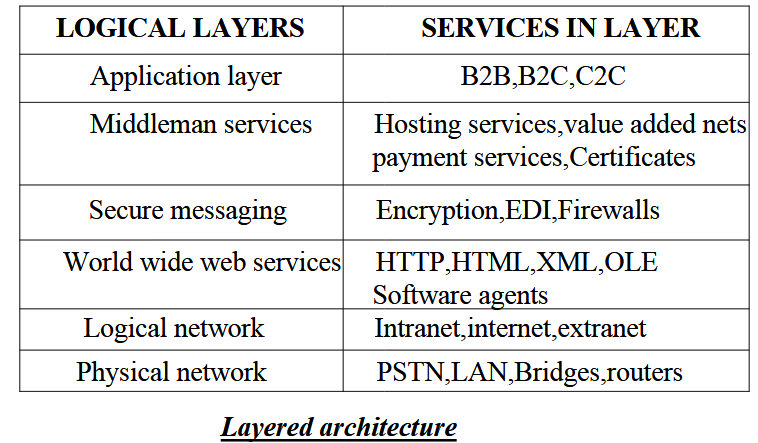 LOGICAL LAYERS SERVICES IN LAYER
Application layer B2B,B2C,C2C
Middleman services Hosting services,value added nets
payment services,Certificates
Secure messaging Encryption,EDI,Firewalls
World wide web services HTTP,HTML,XML,OLE
Software agents
Logical network Intranet,internet,extranet
Physical network PSTN,LAN,Bridges,routers
Layered architecture